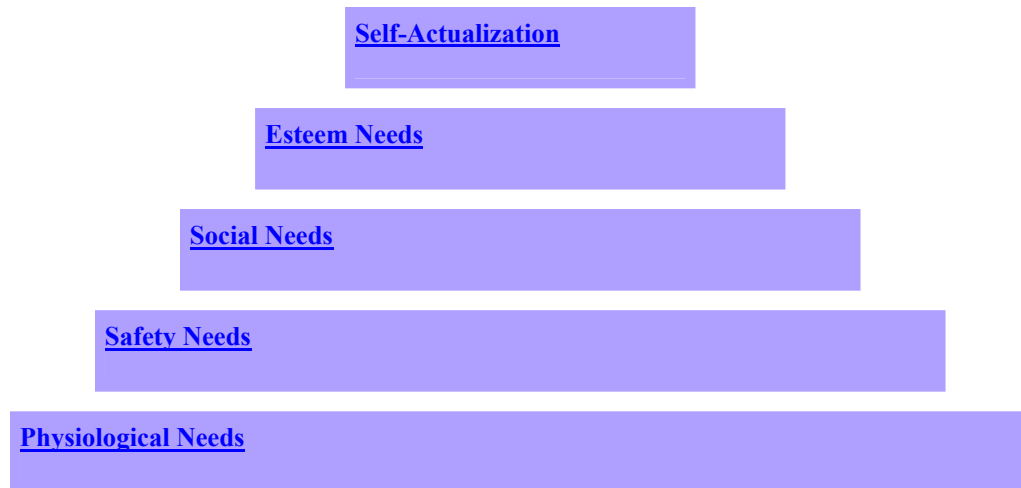 Self-Actualization
Esteem Needs
Social Needs
Safety Needs
Physiological Needs